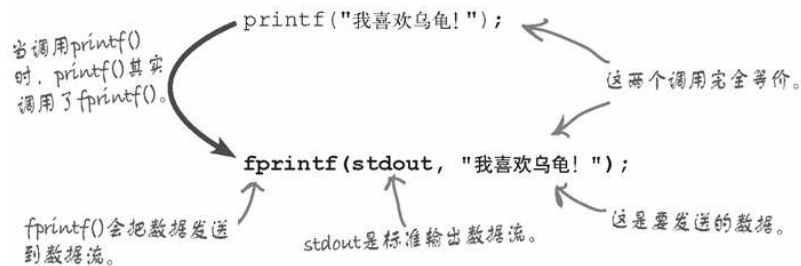 printf("我喜欢乌龟！");
当调用printf()
时，printf()其实
调用了fprintf()。
这两个调用完全等价。
fprintf(stdout, "我喜欢乌龟！");
fprintf()会把数据发送
到数据流。
stdout是标准输出数据流。
这是要发送的数据。